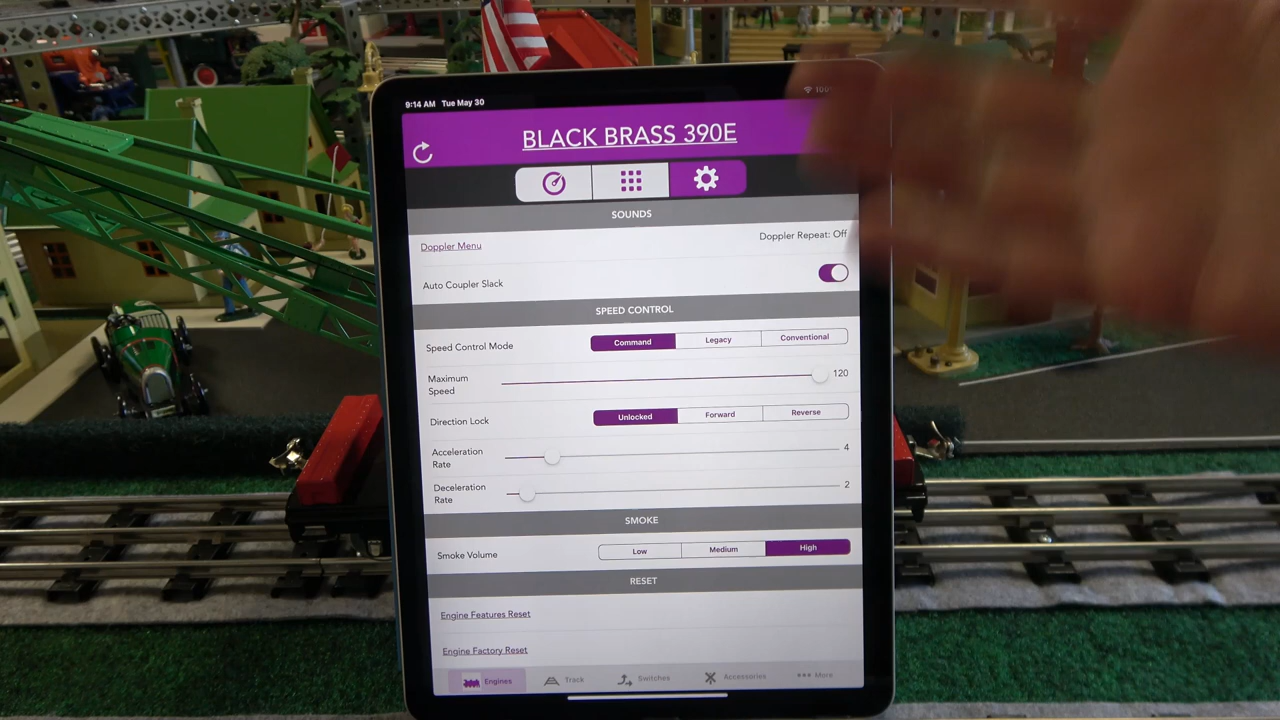 9:14 AM Tue May 30
100
BLACK BRASS 390E
SOUNDS
Doppler Menu
Doppler Repeat: Off
Auto Coupler Slack
SPEED CONTROL
Speed Control Mode
Command
Legacy
Conventional
Maximum
Speed
120
Direction Lock
Unlocked
Forward
Reverse
Acceleration
Rate
4
Deceleration
Rate
2
SMOKE
Smoke Volume
Low
Medium
High
RESET
Engine Features Reset
Engine Factory Reset
Engines
Track
Switches
Accessories
More